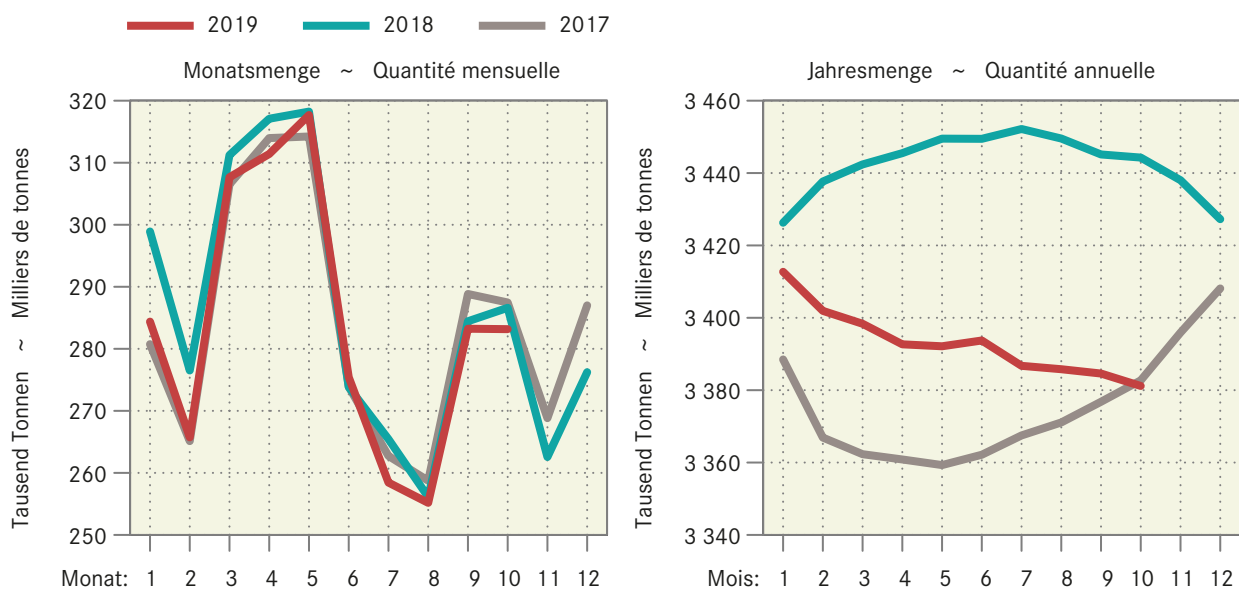 2019 2018 2017
Monatsmenge ~ Quantité mensuelle
Tausend Tonnen ~ Milliers de tonnes
320
310
300
290
280
270
260
250
Monat: 1 2 3 4 5 6 7 8 9 10 11 12
Jahresmenge ~ Quantité annuelle
Tausend Tonnen ~ Milliers de tonnes
3 460
3 440
3 420
3 400
3 380
3 360
3 340
Mois: 1 2 3 4 5 6 7 8 9 10 11 12